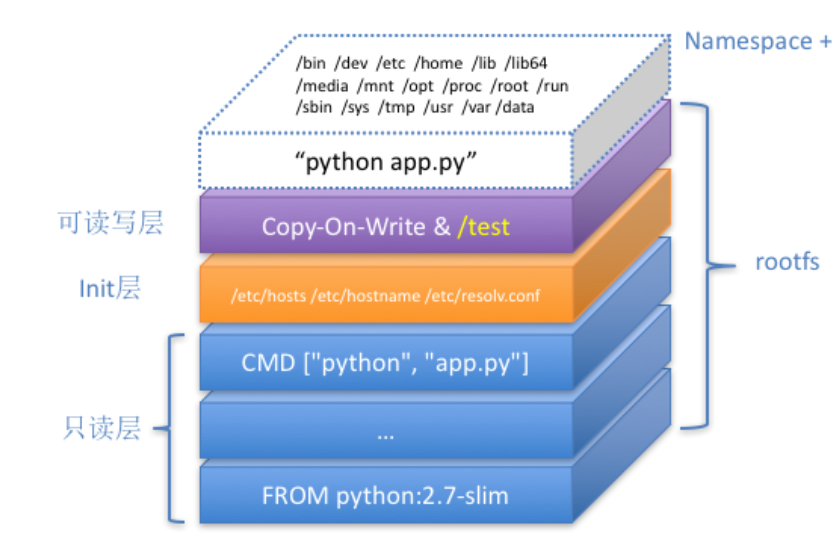 Namespace +
/bin /dev /etc /home /lib /lib64
/media /mnt /opt /proc /root /run
/sbin /sys /tmp /usr /var /data
“python app.py”
可读写层
Copy-On-Write & /test
Init层
/etc/hosts /etc/hostname /etc/resolv.conf
rootfs
CMD ["python", "app.py"]
只读层
...
FROM python:2.7-slim